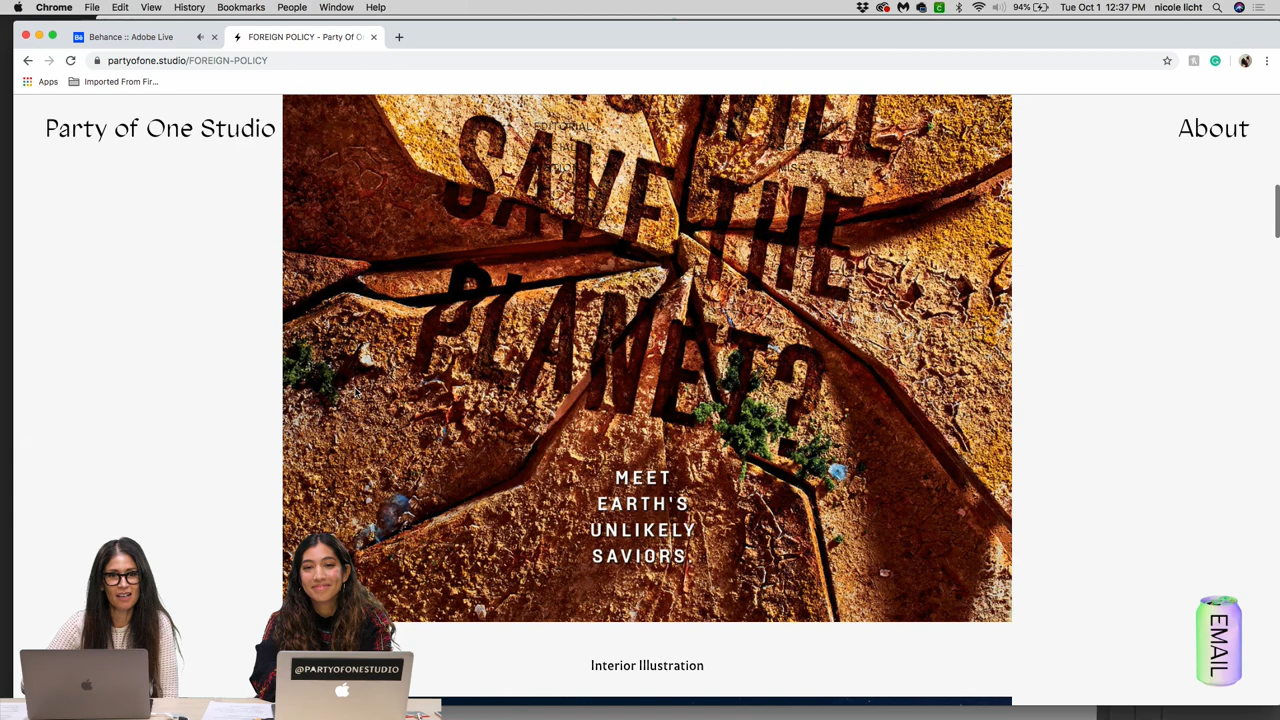 Chrome File Edit View History Bookmarks People Window Help
94% Tue Oct 1 12:37 PM nicole licht
Behance :: Adobe Live
FOREIGN POLICY - Party Of O
partyofone.studio/FOREIGN-POLICY
Apps Imported From Fir...
Party of One Studio
EDITORIAL
About
SAVE THE
PLANET?
MEET
EARTH'S
UNLIKELY
SAVIORS.
Interior Illustration
EMAIL
@PARTYOFONESTUDIO